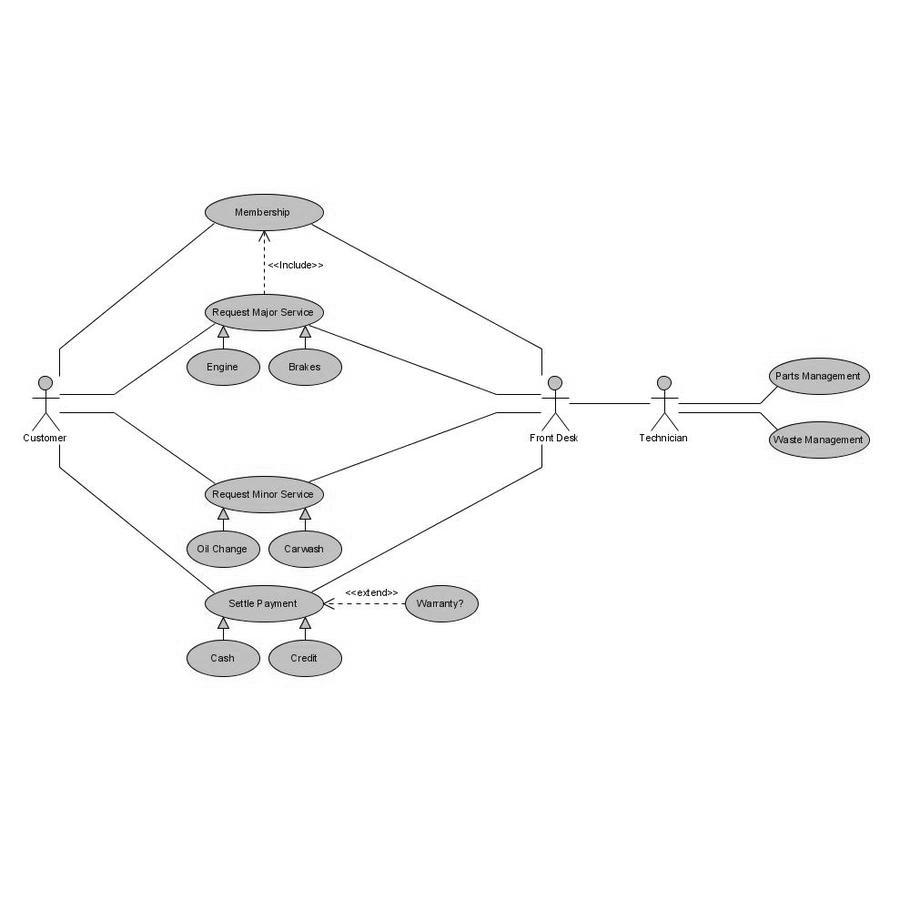 Membership
<<Include>>
Request Major Service
Engine
Brakes
Customer
Front Desk
Technician
Parts Management
Waste Management
Request Minor Service
Oil Change
Carwash
Settle Payment
<<extend>>
Warranty?
Cash
Credit